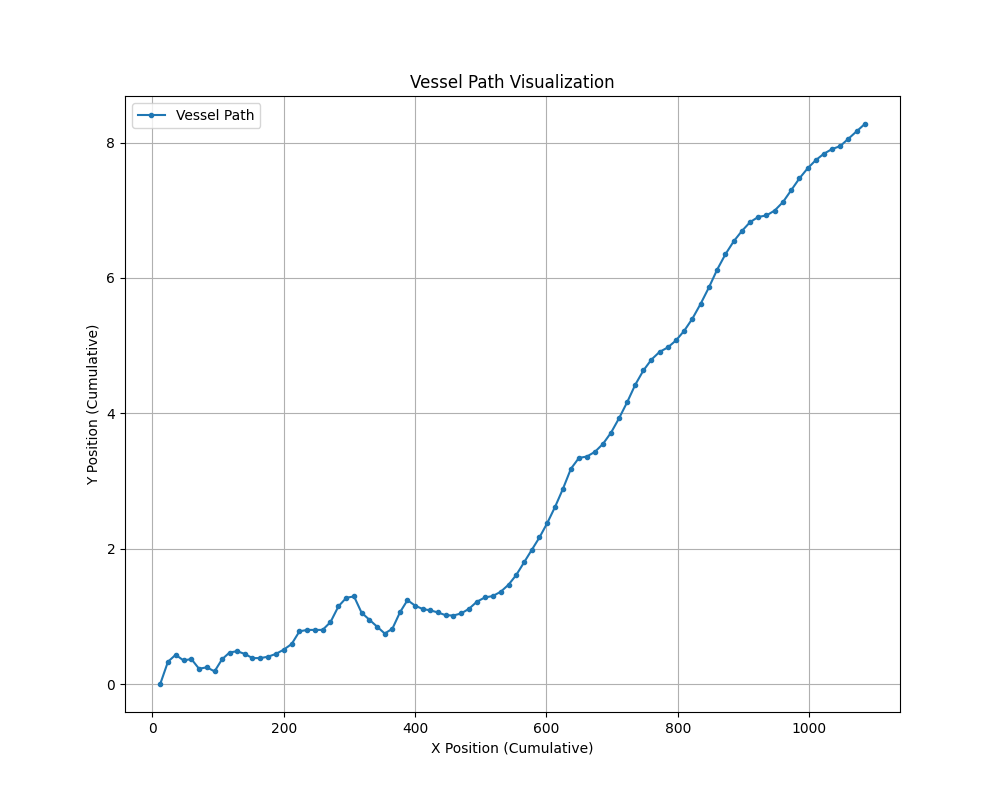 Vessel Path Visualization
Vessel Path
Y Position (Cumulative)
8
6
4
2
0
0 200 400 600 800 1000
X Position (Cumulative)